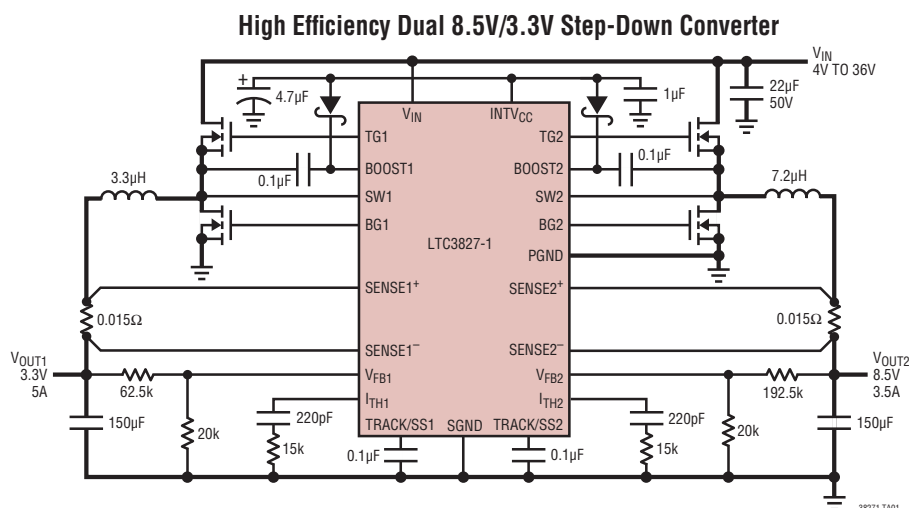 High Efficiency Dual 8.5V/3.3V Step-Down Converter
VIN
4V TO 36V
+
4.7µF
1µF
22µF
50V
VIN
INTVCC
TG1
TG2
0.1µF
BOOST1
BOOST2
0.1µF
3.3µH
7.2µH
SW1
SW2
BG1
BG2
LTC3827-1
PGND
SENSE1+
SENSE2+
0.015Ω
0.015Ω
SENSE1–
SENSE2–
VOUT1
3.3V
5A
VOUT2
8.5V
3.5A
62.5k
VFB1
VFB2
192.5k
ITH1
ITH2
150µF
20k
220pF
15k
TRACK/SS1
SGND
TRACK/SS2
220pF
15k
20k
150µF
0.1µF
0.1µF
38271 TA01